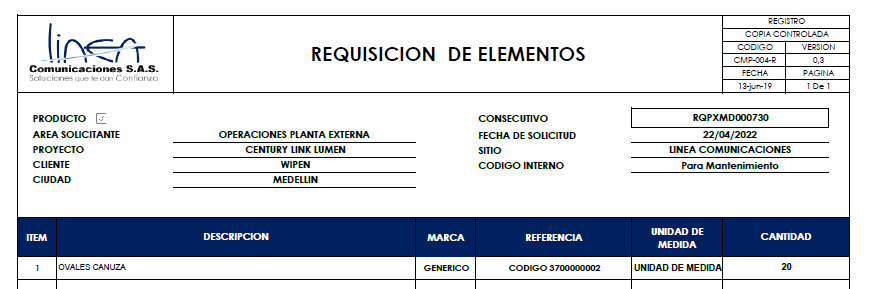 Linea
Comunicaciones S.A.S.
Soluciones que te dan Confianza
REQUISICION DE ELEMENTOS
REGISTRO
COPIA CONTROLADA
CODIGO VERSION
CMP-004-R 0,3
FECHA PAGINA
13-jun-19 1 De 1
PRODUCTO ✓ CONSECUTIVO RQPXMD000730
AREA SOLICITANTE OPERACIONES PLANTA EXTERNA FECHA DE SOLICITUD 22/04/2022
PROYECTO CENTURY LINK LUMEN SITIO LINEA COMUNICACIONES
CLIENTE WIPEN CODIGO INTERNO Para Mantenimiento
CIUDAD MEDELLIN
ITEM DESCRIPCION MARCA REFERENCIA UNIDAD DE MEDIDA CANTIDAD
1 OVALES CANUZA GENERICO CODIGO 3700000002 UNIDAD DE MEDIDA 20